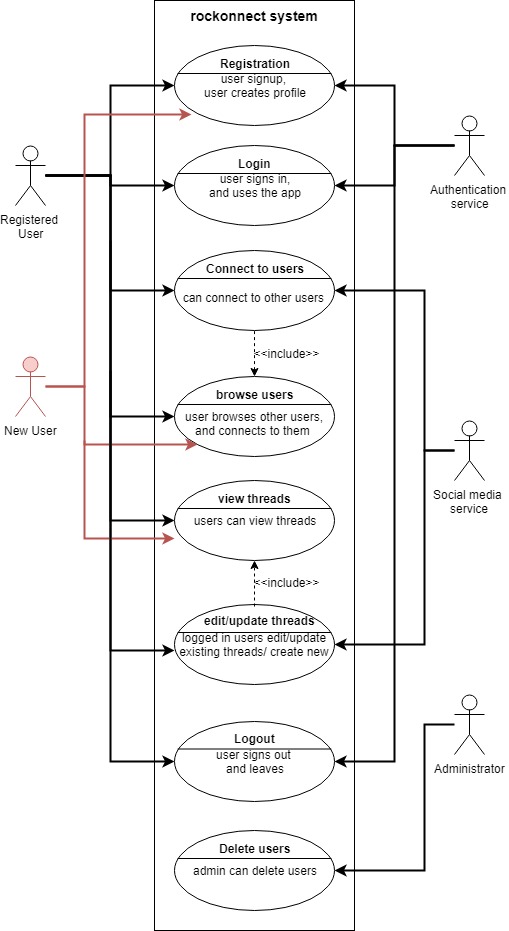 rockonnect system
Registration
user signup,
user creates profile
Login
user signs in,
and uses the app
Registered
User
Authentication
service
Connect to users
can connect to other users
<<include>>
browse users
user browses other users,
and connects to them
New User
view threads
users can view threads
Social media
service
<<include>>
edit/update threads
logged in users edit/update
existing threads/ create new
Logout
user signs out
and leaves
Administrator
Delete users
admin can delete users